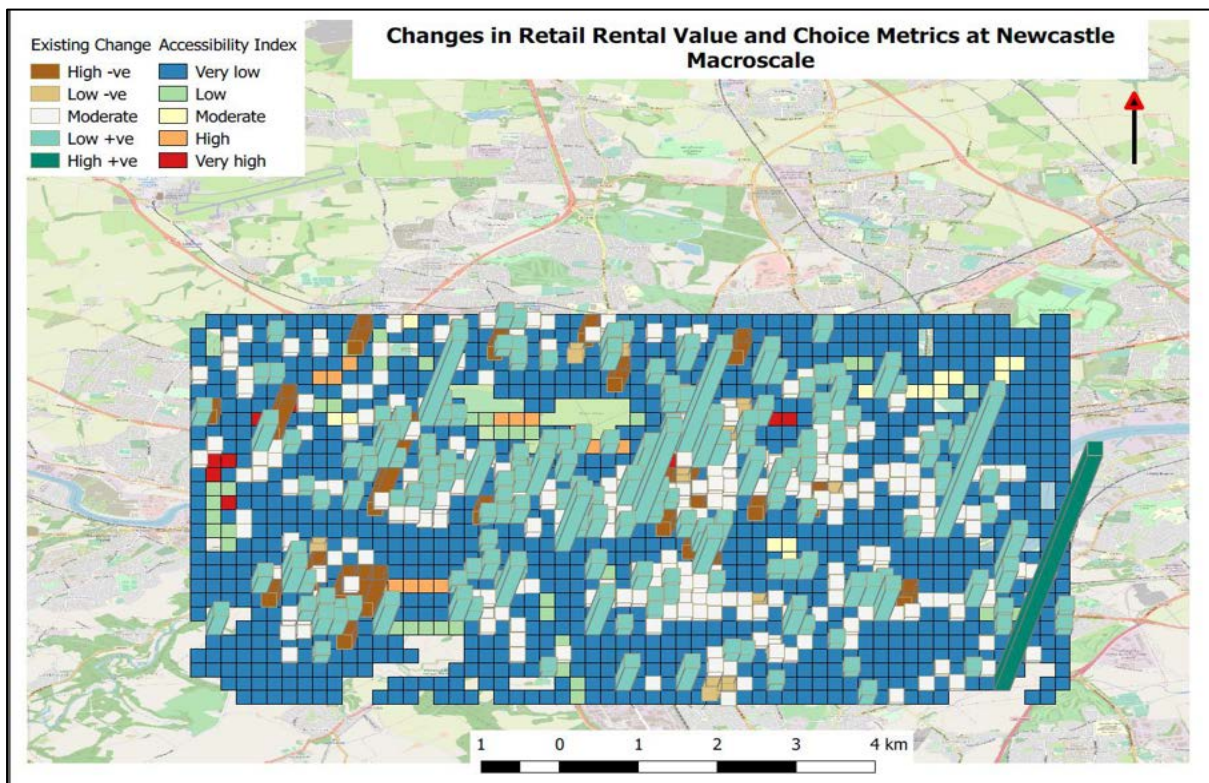 Changes in Retail Rental Value and Choice Metrics at Newcastle
Macroscale
Existing Change Accessibility Index
High -ve Very low
Low -ve Low
Moderate Moderate
Low +ve High
High +ve Very high
1 0 1 2 3 4 km